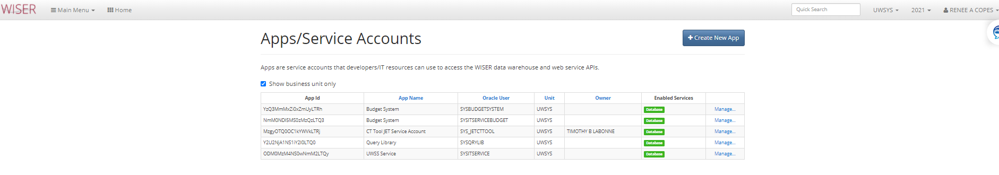 WISER Main Menu Home Quick Search UWSYS 2021 RENEE A COPES
Apps/Service Accounts
Create New App
Apps are service accounts that developers/IT resources can use to access the WISER data warehouse and web service APIs.
Show business unit only
App Id App Name Oracle User Unit Owner Enabled Services
YzQ3MmMxZi0xZmUyLTRh Budget System SYSBUDGETSYSTEM UWSYS Database Manage...
NmM0NDI5MS0zMzQzLTQ3 Budget System SYSITSERVICEBUDGET UWSYS Database Manage...
MzgyOTQ0OC1kYWVkLTRj CT Tool JET Service Account SYS_JETCTTOOL UWSYS TIMOTHY B LABONNE Database Manage...
Y2U2NjA1NS1iY2I0LTQ0 Query Library SYSQRYLIB UWSYS Database Manage...
ODM0MzM4NS0wNmM2LTQy UWSS Service SYSITSERVICE UWSYS Database Manage...